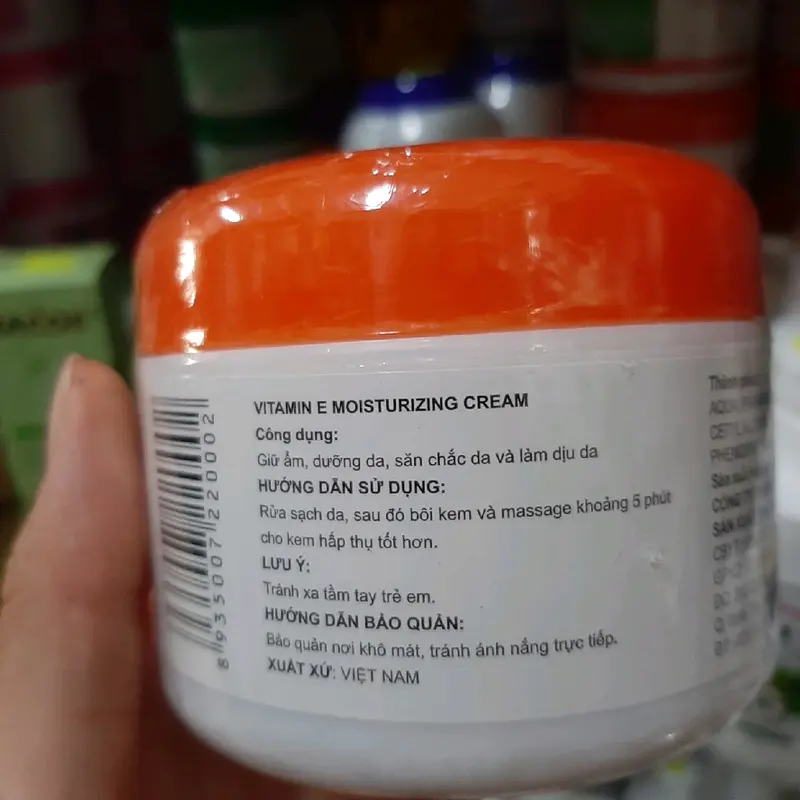 VITAMIN E MOISTURIZING CREAM
Công dụng:
Giữ ẩm, dưỡng da, săn chắc da và làm dịu da
HƯỚNG DẪN SỬ DỤNG:
Rửa sạch da, sau đó bôi kem và massage khoảng 5 phút
cho kem hấp thụ tốt hơn.
LƯU Ý:
Tránh xa tầm tay trẻ em.
HƯỚNG DẪN BẢO QUẢN:
Bảo quản nơi khô mát, tránh ánh nắng trực tiếp.
XUẤT XỨ: VIỆT NAM
8935007220002
Thành
AQUA
SẢN